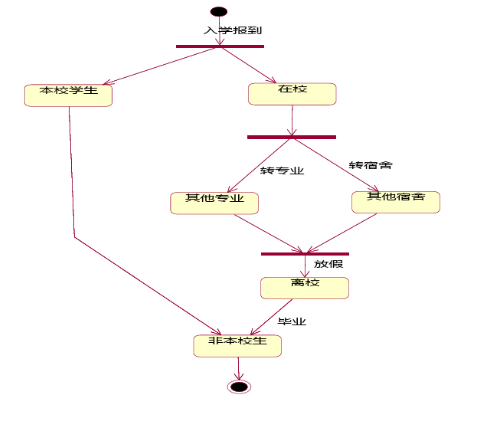 入学报到
本校学生
在校
转专业
转宿舍
其他专业
其他宿舍
放假
离校
毕业
非本校生